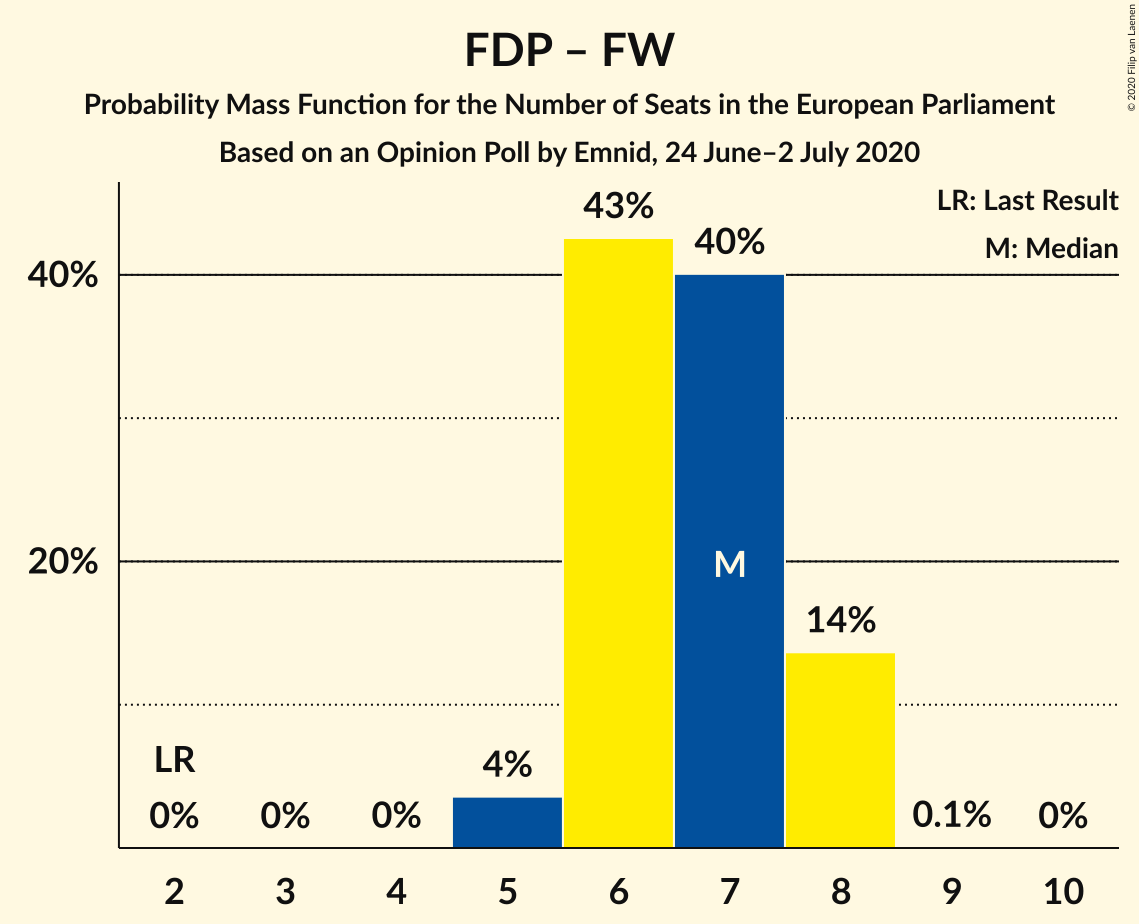 FDP – FW
Probability Mass Function for the Number of Seats in the European Parliament
Based on an Opinion Poll by Emnid, 24 June–2 July 2020
© 2020 Filip van Laenen
LR: Last Result
M: Median
43%
40%
40%
20%
M
14%
LR
4%
0%
0%
0%
0.1%
0%
2
3
4
5
6
7
8
9
10